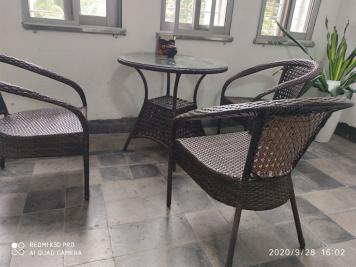 REDMI K30 PRO
AI QUAD CAMERA
2020/9/28 16:02